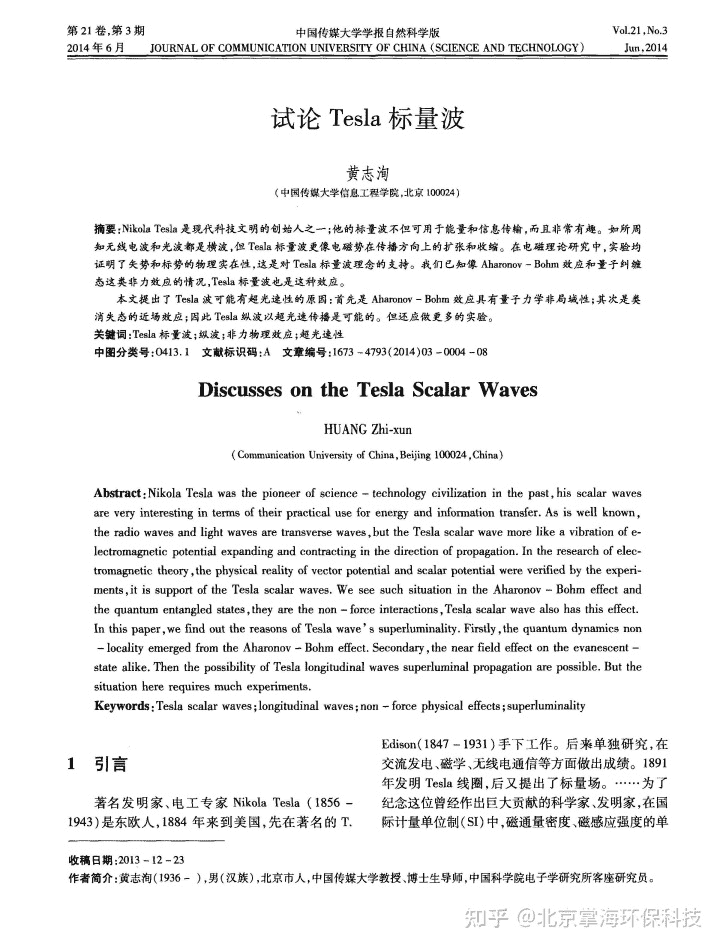 第21卷,第3期 中国传媒大学学报自然科学版 Vol.21,No.3
2014年6月 JOURNAL OF COMMUNICATION UNIVERSITY OF CHINA (SCIENCE AND TECHNOLOGY) Jun,2014
试论 Tesla 标量波
黄志洵
(中国传媒大学信息工程学院,北京 100024)
摘要:Nikola Tesla 是现代科技文明的创始人之一;他的标量波不但可用于能量和信息传输,而且非常有趣。如所周
知无线电波和光波都是横波,但 Tesla 标量波更像电磁势在传播方向上的扩张和收缩。在电磁理论研究中,实验均
证明了矢势和标势的物理实在性,这是对 Tesla 标量波理念的支持。我们已知像 Aharonov - Bohm 效应和量子纠缠
态这类非力效应的情况,Tesla 标量波也是这种效应。
本文提出了 Tesla 波可能有超光速性的原因:首先是 Aharonov - Bohm 效应具有量子力学非局域性;其次是类
消失态的近场效应;因此 Tesla 纵波以超光速传播是可能的。但还应做更多的实验。
关键词:Tesla 标量波;纵波;非力物理效应;超光速性
中图分类号:O413.1 文献标识码:A 文章编号:1673 - 4793(2014)03 - 0004 - 08
Discusses on the Tesla Scalar Waves
HUANG Zhi-xun
(Communication University of China,Beijing 100024,China)
Abstract:Nikola Tesla was the pioneer of science - technology civilization in the past,his scalar waves
are very interesting in terms of their practical use for energy and information transfer. As is well known,
the radio waves and light waves are transverse waves,but the Tesla scalar wave more like a vibration of e-
lectromagnetic potential expanding and contracting in the direction of propagation. In the research of elec-
tromagnetic theory,the physical reality of vector potential and scalar potential were verified by the experi-
ments,it is support of the Tesla scalar waves. We see such situation in the Aharonov - Bohm effect and
the quantum entangled states,they are the non - force interactions,Tesla scalar wave also has this effect.
In this paper,we find out the reasons of Tesla wave's superluminality. Firstly,the quantum dynamics non
- locality emerged from the Aharonov - Bohm effect. Secondary,the near field effect on the evanescent -
state alike. Then the possibility of Tesla longitudinal waves superluminal propagation are possible. But the
situation here requires much experiments.
Keywords:Tesla scalar waves;longitudinal waves;non - force physical effects;superluminality
1 引言
著名发明家、电工专家 Nikola Tesla (1856 -
1943)是东欧人,1884 年来到美国,先在著名的 T.
Edison(1847 - 1931)手下工作。后来单独研究,在
交流发电、磁学、无线电通信等方面做出成绩。1891
年发明 Tesla 线圈,后又提出了标量场。……为了
纪念这位曾经作出巨大贡献的科学家、发明家,在国
际计量单位制(SI)中,磁通量密度、磁感应强度的单
收稿日期:2013 - 12 - 23
作者简介:黄志洵(1936 - ),男(汉族),北京市人,中国传媒大学教授、博士生导师,中国科学院电子学研究所客座研究员。
知乎 @北京掌海环保科技